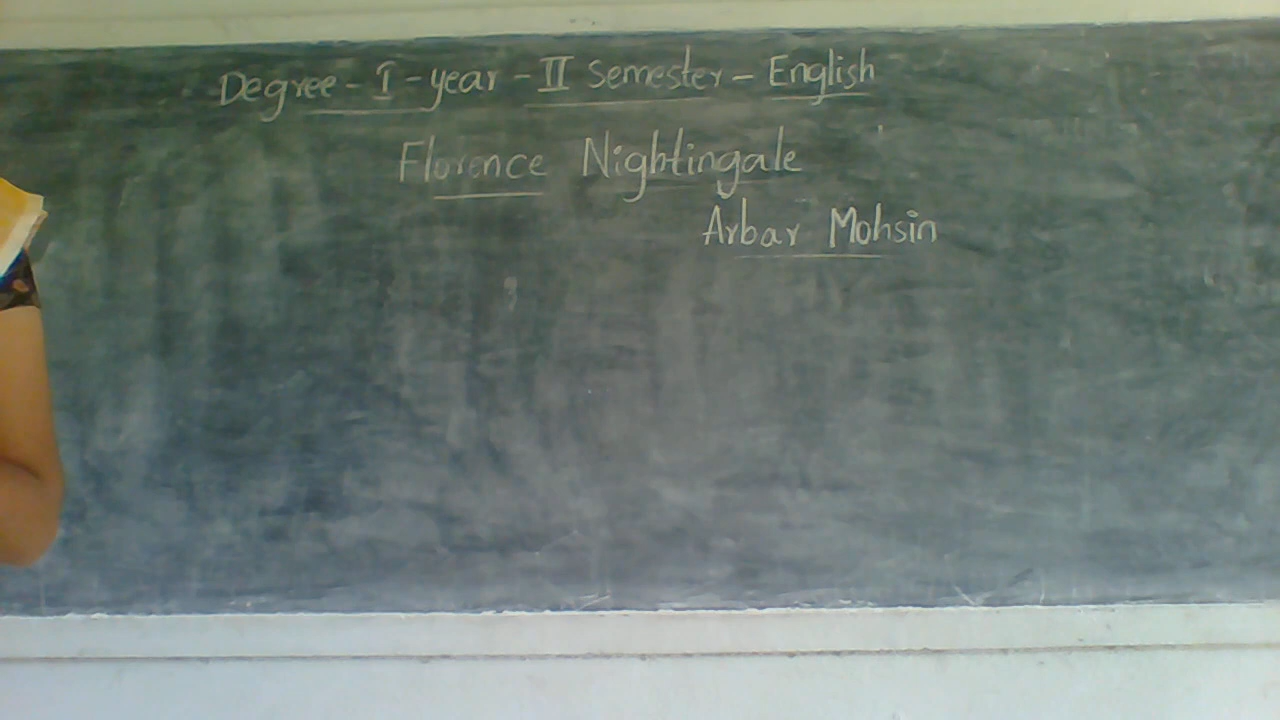 Degree - I - year - II Semester - English
Florence Nightingale
Arbar Mohsin